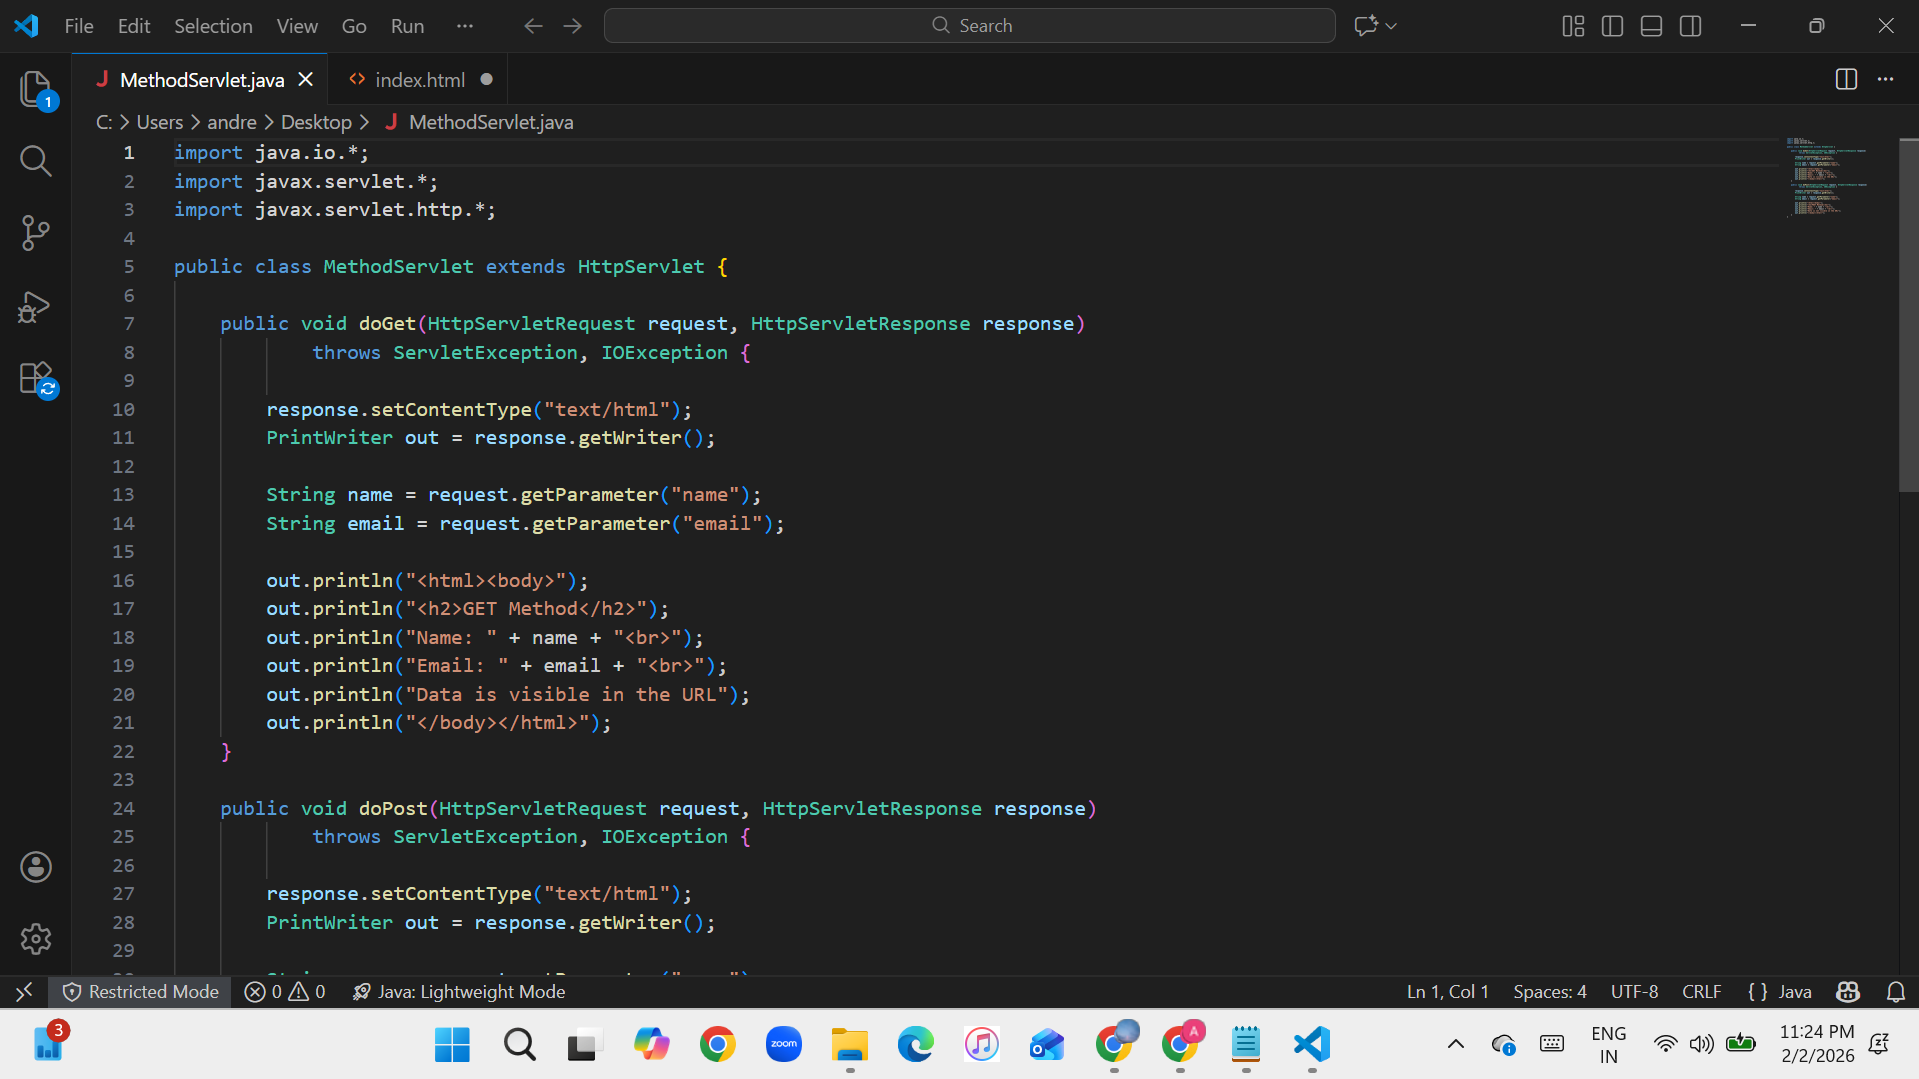 File Edit Selection View Go Run ··· Search
MethodServlet.java index.html
1
C: > Users > andre > Desktop > MethodServlet.java
1 import java.io.*;
2 import javax.servlet.*;
3 import javax.servlet.http.*;
4
5 public class MethodServlet extends HttpServlet {
6
7 public void doGet(HttpServletRequest request, HttpServletResponse response)
8 throws ServletException, IOException {
9
10 response.setContentType("text/html");
11 PrintWriter out = response.getWriter();
12
13 String name = request.getParameter("name");
14 String email = request.getParameter("email");
15
16 out.println("<html><body>");
17 out.println("<h2>GET Method</h2>");
18 out.println("Name: " + name + "<br>");
19 out.println("Email: " + email + "<br>");
20 out.println("Data is visible in the URL");
21 out.println("</body></html>");
22 }
23
24 public void doPost(HttpServletRequest request, HttpServletResponse response)
25 throws ServletException, IOException {
26
27 response.setContentType("text/html");
28 PrintWriter out = response.getWriter();
29
Restricted Mode 0 0 Java: Lightweight Mode Ln 1, Col 1 Spaces: 4 UTF-8 CRLF { } Java
3 zoom A ENG 11:24 PM
IN 2/2/2026